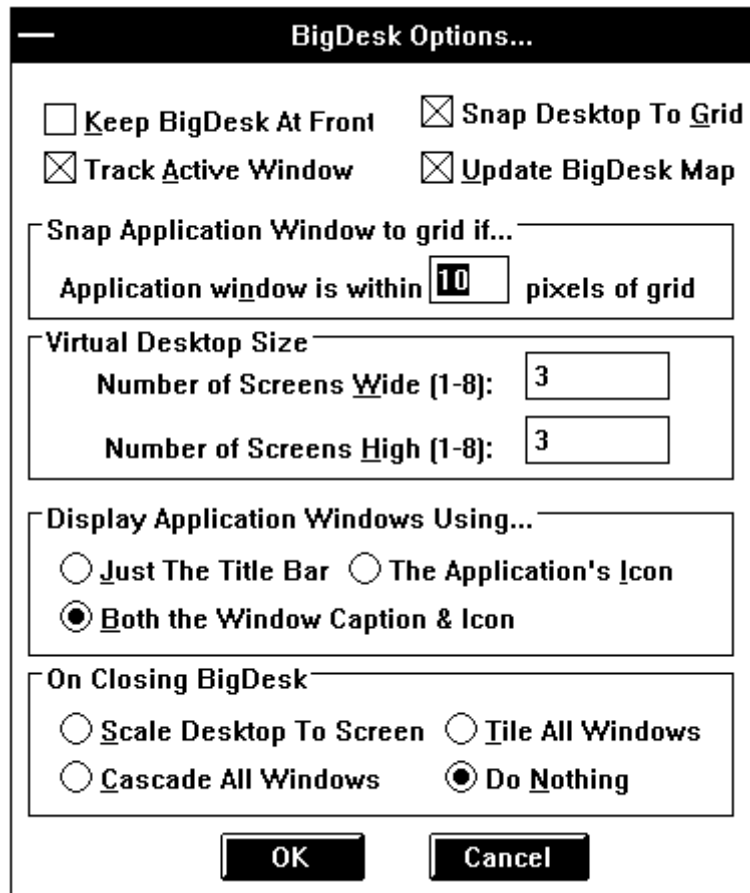 BigDesk Options...
Keep BigDesk At Front
Snap Desktop To Grid
Track Active Window
Update BigDesk Map
Snap Application Window to grid if...
Application window is within 10 pixels of grid
Virtual Desktop Size
Number of Screens Wide (1-8): 3
Number of Screens High (1-8): 3
Display Application Windows Using...
Just The Title Bar
The Application's Icon
Both the Window Caption & Icon
On Closing BigDesk
Scale Desktop To Screen
Tile All Windows
Cascade All Windows
Do Nothing
OK
Cancel